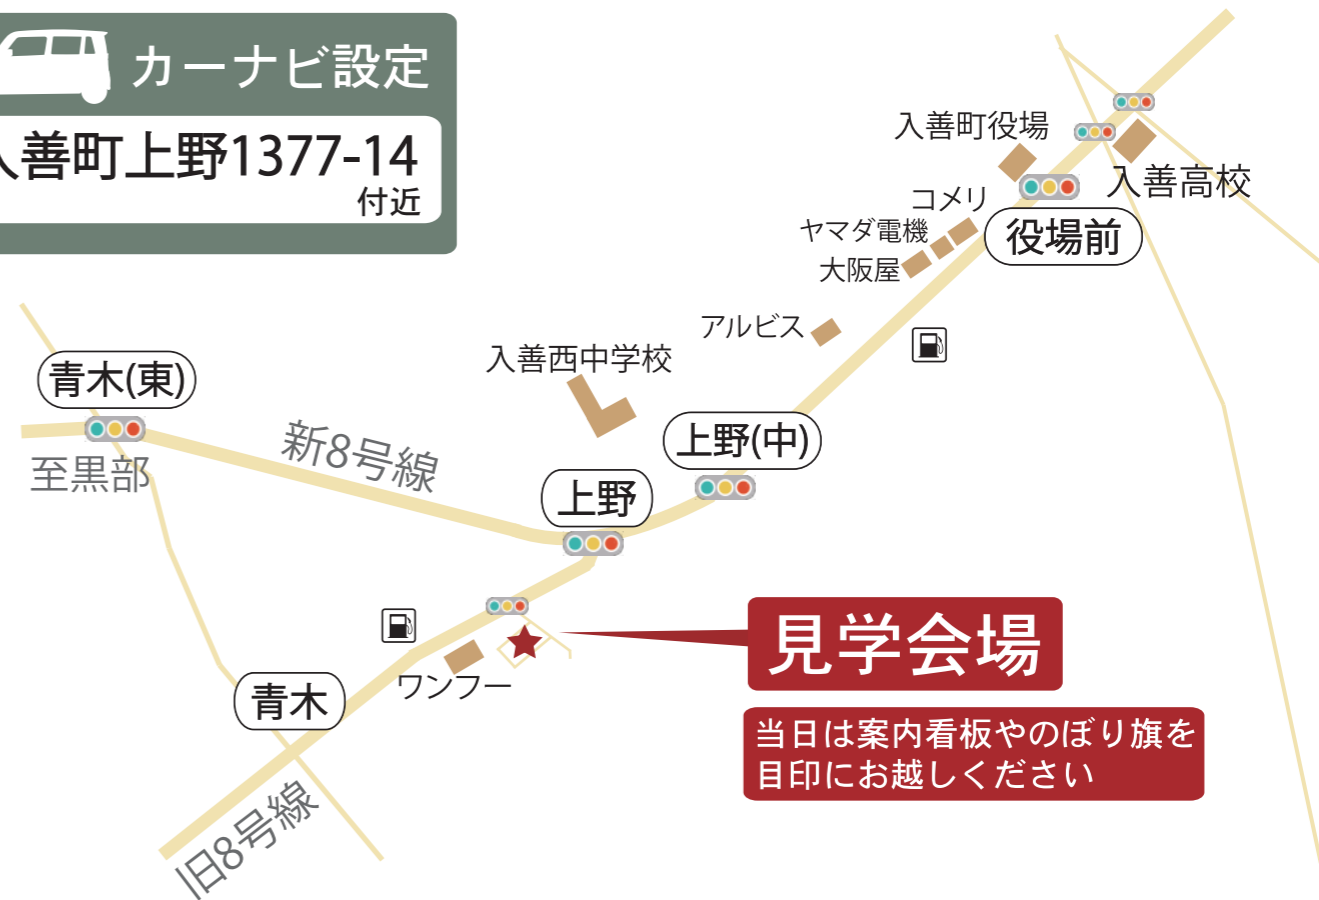 カーナビ設定
入善町上野1377-14
付近
入善町役場
入善高校
コメリ
役場前
ヤマダ電機
大阪屋
アルビス
入善西中学校
青木(東)
上野(中)
新8号線
至黒部
上野
見学会場
ワンフー
青木
当日は案内看板やのぼり旗を
目印にお越しください
旧8号線